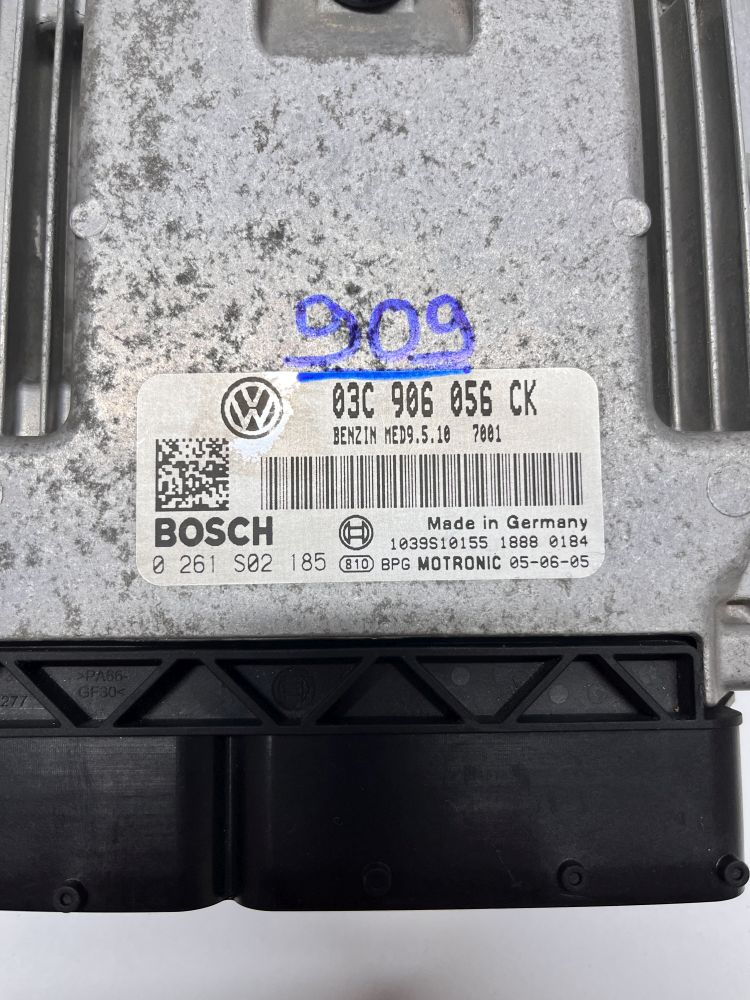 909
03C 906 056 CK
BENZIN MED9.5.10 7001
BOSCH
Made in Germany
1039S10155 1888 0184
0 261 S02 185
810 BPG MOTRONIC 05-06-05
>PA66-
GF30<
277